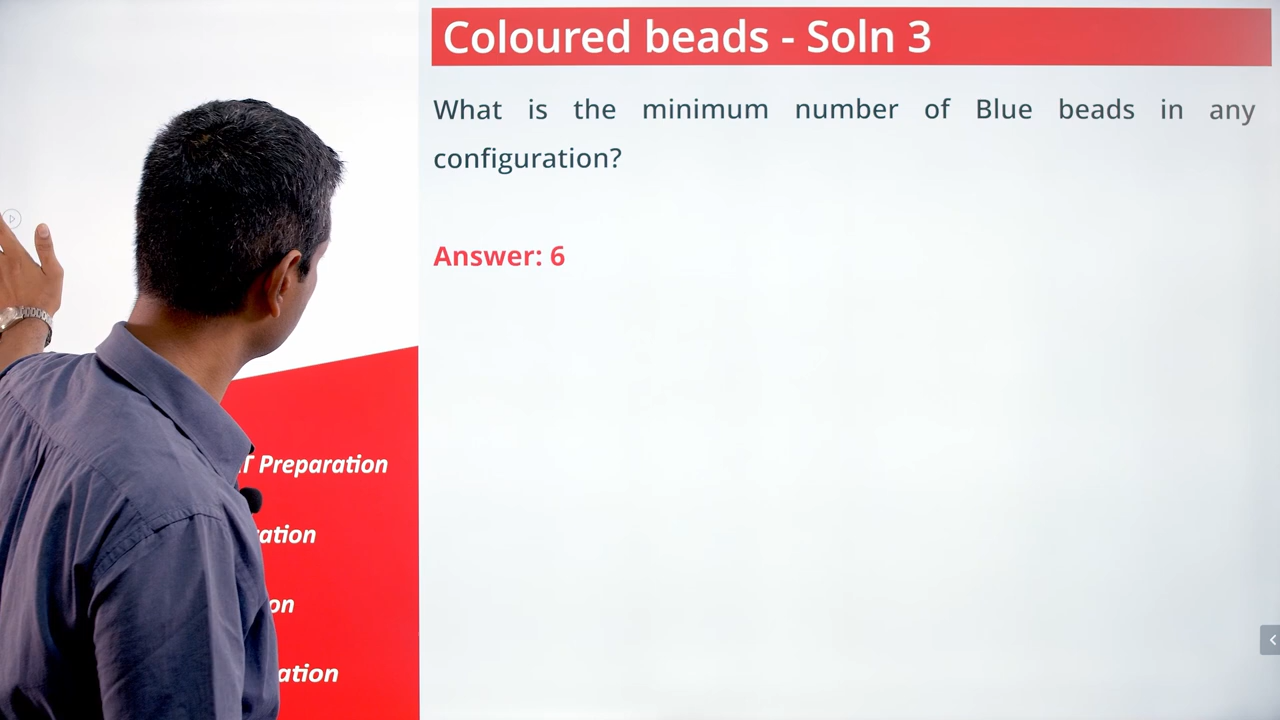 Coloured beads - Soln 3
What is the minimum number of Blue beads in any
configuration?
Answer: 6
Preparation